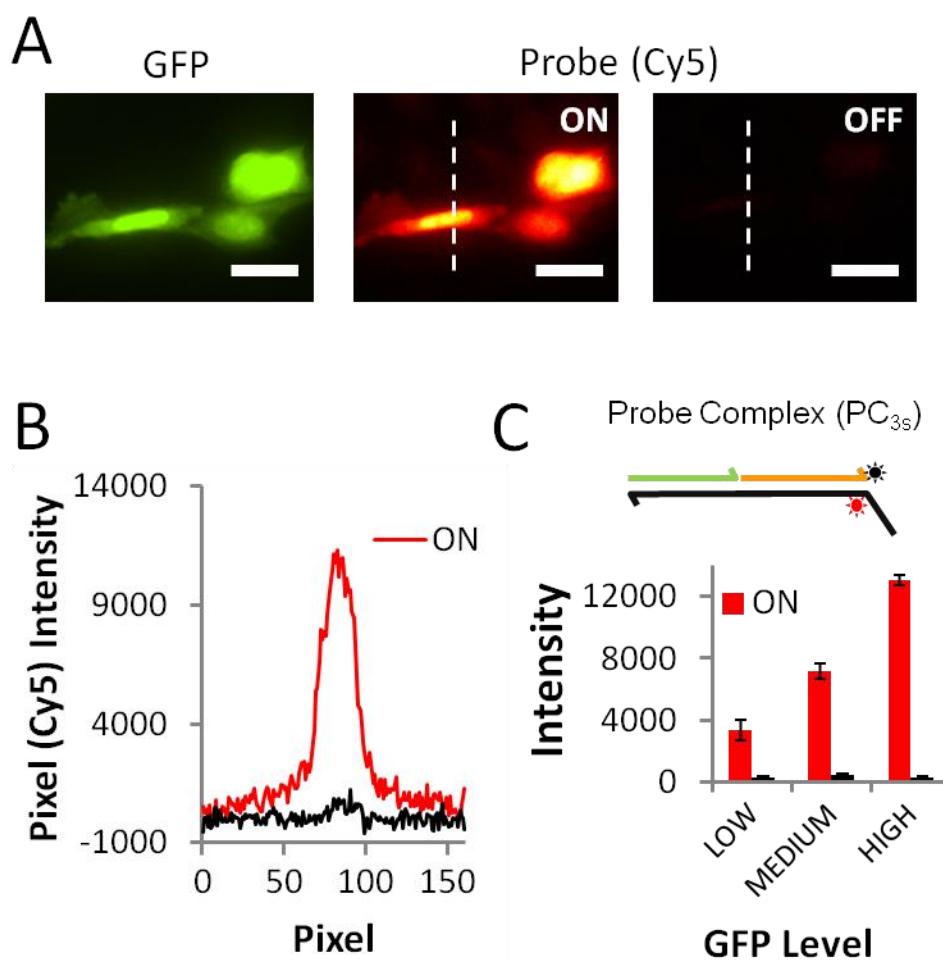 A
GFP
Probe (Cy5)
ON
OFF
B
14000
9000
4000
-1000
Pixel (Cy5) Intensity
ON
0 50 100 150
Pixel
C
Probe Complex (PC3s)
12000
8000
4000
0
Intensity
ON
LOW
MEDIUM
HIGH
GFP Level